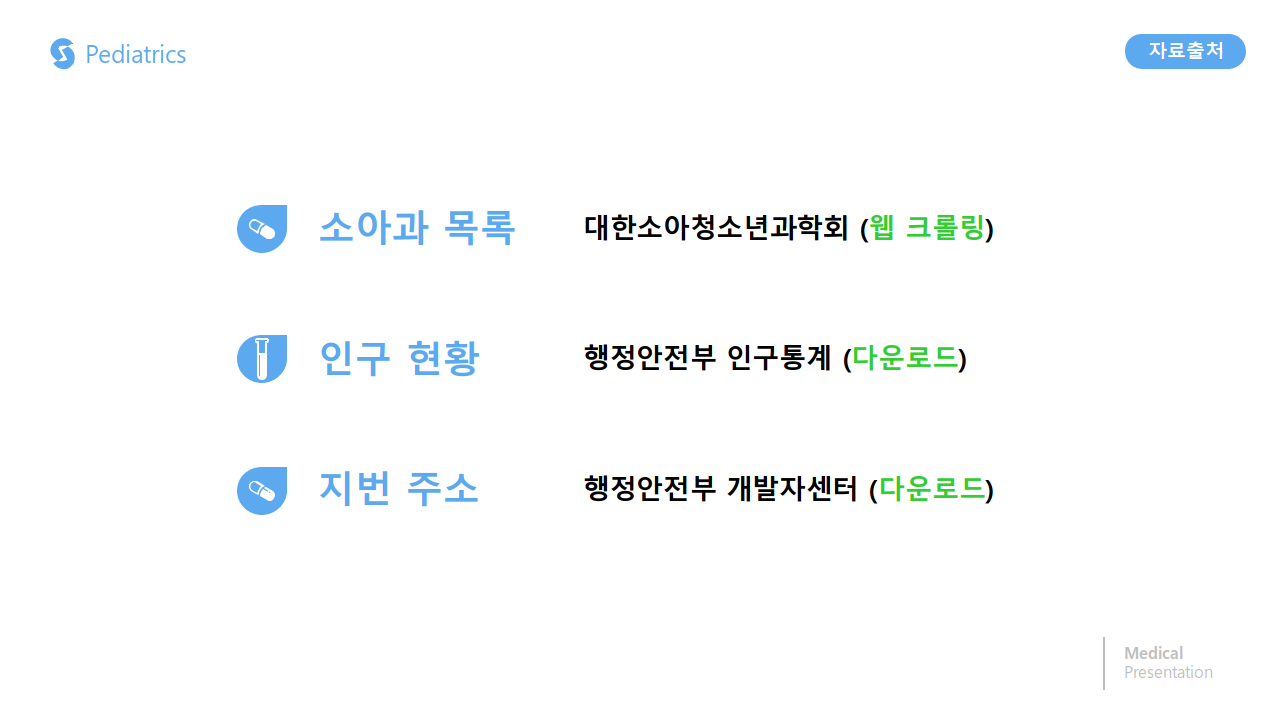 Pediatrics
자료출처
소아과 목록
대한소아청소년과학회 (웹 크롤링)
인구 현황
행정안전부 인구통계 (다운로드)
지번 주소
행정안전부 개발자센터 (다운로드)
Medical
Presentation